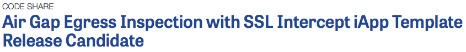 CODE SHARE
Air Gap Egress Inspection with SSL Intercept iApp Template
Release Candidate